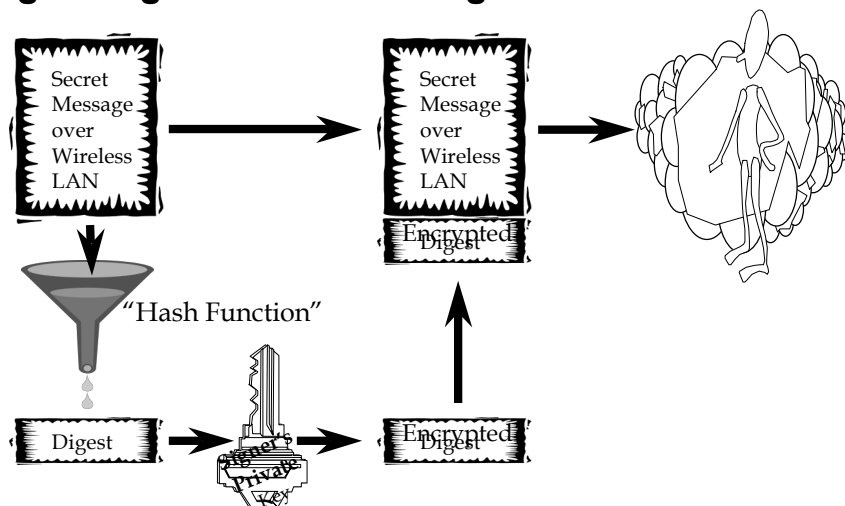 Secret
Message
over
Wireless
LAN
Secret
Message
over
Wireless
LAN
Encrypted
Digest
“Hash Function”
Digest
Signer's
Private
Key
Encrypted
Digest